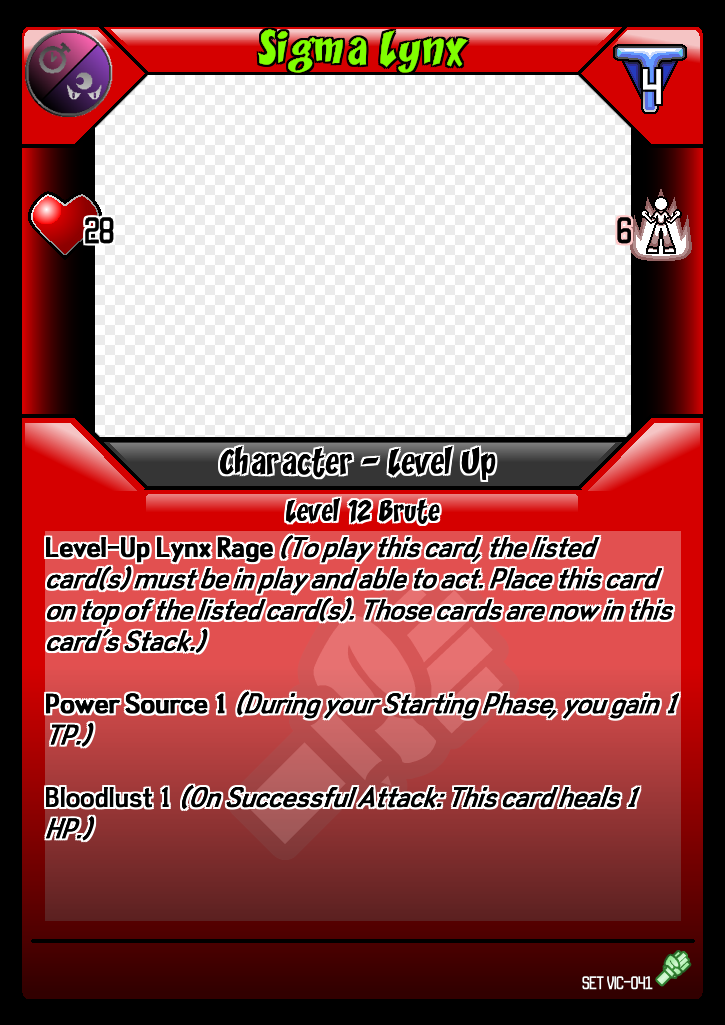 Sigma Lynx
T
4
28
6
Character - Level Up
Level 12 Brute
Level-Up Lynx Rage (To play this card, the listed
card(s) must be in play and able to act. Place this card
on top of the listed card(s). Those cards are now in this
card's Stack.)
Power Source 1 (During your Starting Phase, you gain 1
TP.)
Bloodlust 1 (On Successful Attack: This card heals 1
HP.)
SET VIC-041